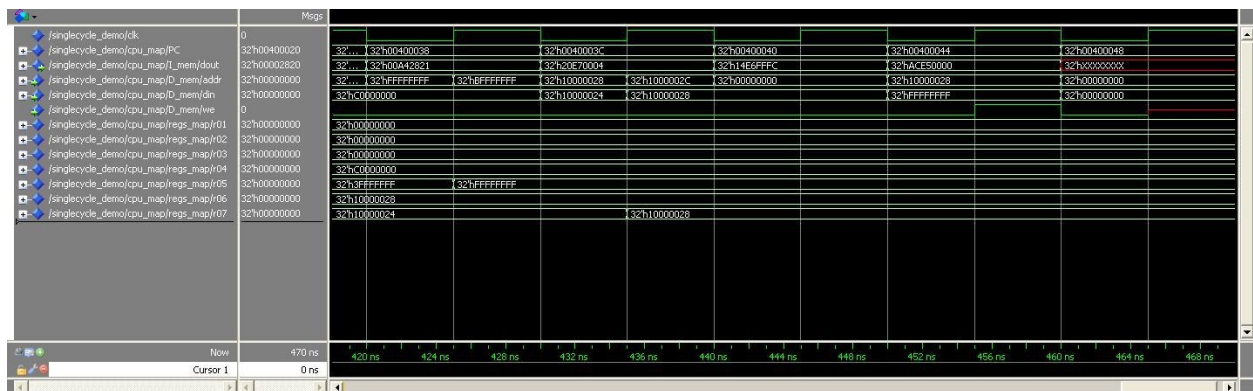 Msgs
/singlecycle_demo/clk 0
/singlecycle_demo/cpu_map/PC 32'h00400020 32'... 32'h00400038 32'h0040003C 32'h00400040 32'h00400044 32'h00400048
/singlecycle_demo/cpu_map/I_mem/dout 32'h00002820 32'... 32'h00A42821 32'h20E70004 32'h14E6FFFC 32'hACE50000 32'hXXXXXXXX
/singlecycle_demo/cpu_map/D_mem/addr 32'h00000000 32'... 32'hFFFFFFFF 32'hBFFFFFFF 32'h10000028 32'h1000002C 32'h00000000 32'h10000028 32'h00000000
/singlecycle_demo/cpu_map/D_mem/din 32'h00000000 32'hC0000000 32'h10000024 32'h10000028 32'hFFFFFFFF 32'h00000000
/singlecycle_demo/cpu_map/D_mem/we 0
/singlecycle_demo/cpu_map/regs_map/r01 32'h00000000 32'h00000000
/singlecycle_demo/cpu_map/regs_map/r02 32'h00000000 32'h00000000
/singlecycle_demo/cpu_map/regs_map/r03 32'h00000000 32'h00000000
/singlecycle_demo/cpu_map/regs_map/r04 32'h00000000 32'hC0000000
/singlecycle_demo/cpu_map/regs_map/r05 32'h00000000 32'h3FFFFFFF 32'hFFFFFFFF
/singlecycle_demo/cpu_map/regs_map/r06 32'h00000000 32'h10000028
/singlecycle_demo/cpu_map/regs_map/r07 32'h00000000 32'h10000024 32'h10000028
Now 470 ns 420 ns 424 ns 428 ns 432 ns 436 ns 440 ns 444 ns 448 ns 452 ns 456 ns 460 ns 464 ns 468 ns
Cursor 1 0 ns